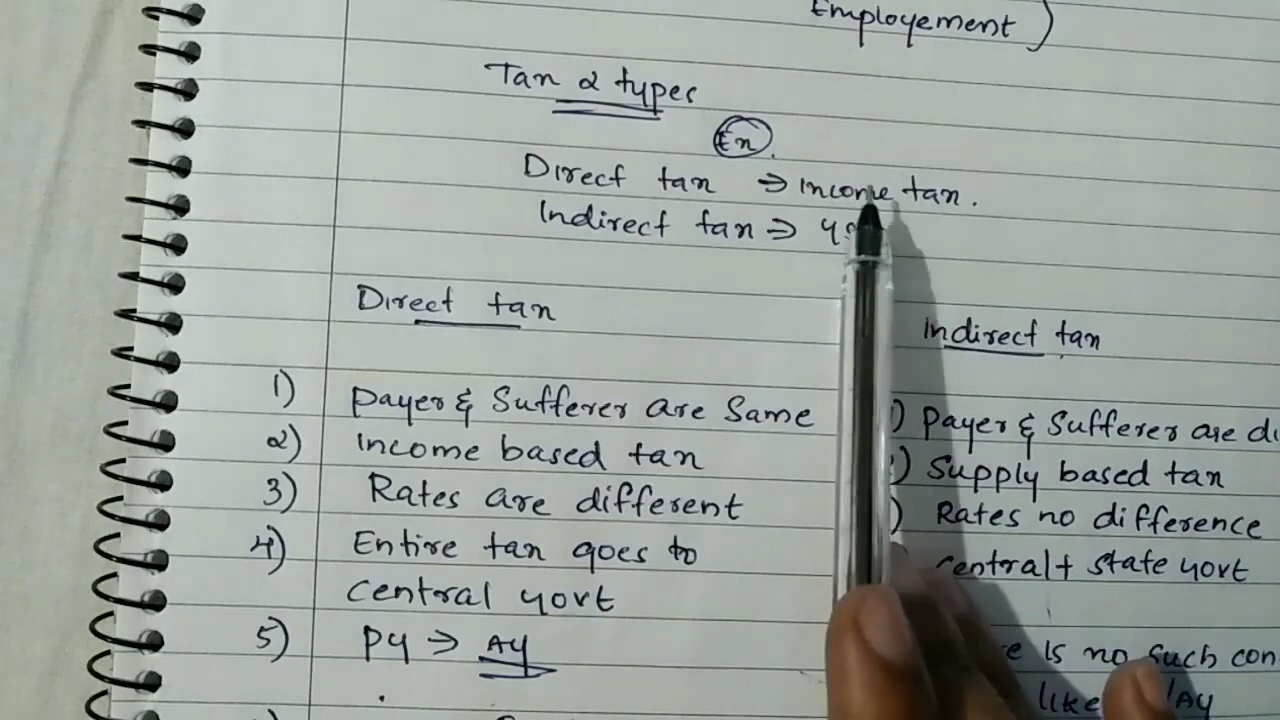 Employement)
Tax 2 types
Ex.
Direct tax ⇒ Income tax.
Indirect tax ⇒
Direct tax
Indirect tax
1) Payer & Sufferer are Same
) Payer & Sufferer are di
2) Income based tax
) Supply based tax
3) Rates are different
) Rates no difference
4) Entire tax goes to
central + state govt
central govt
5) PY → AY
is no such con
like AY